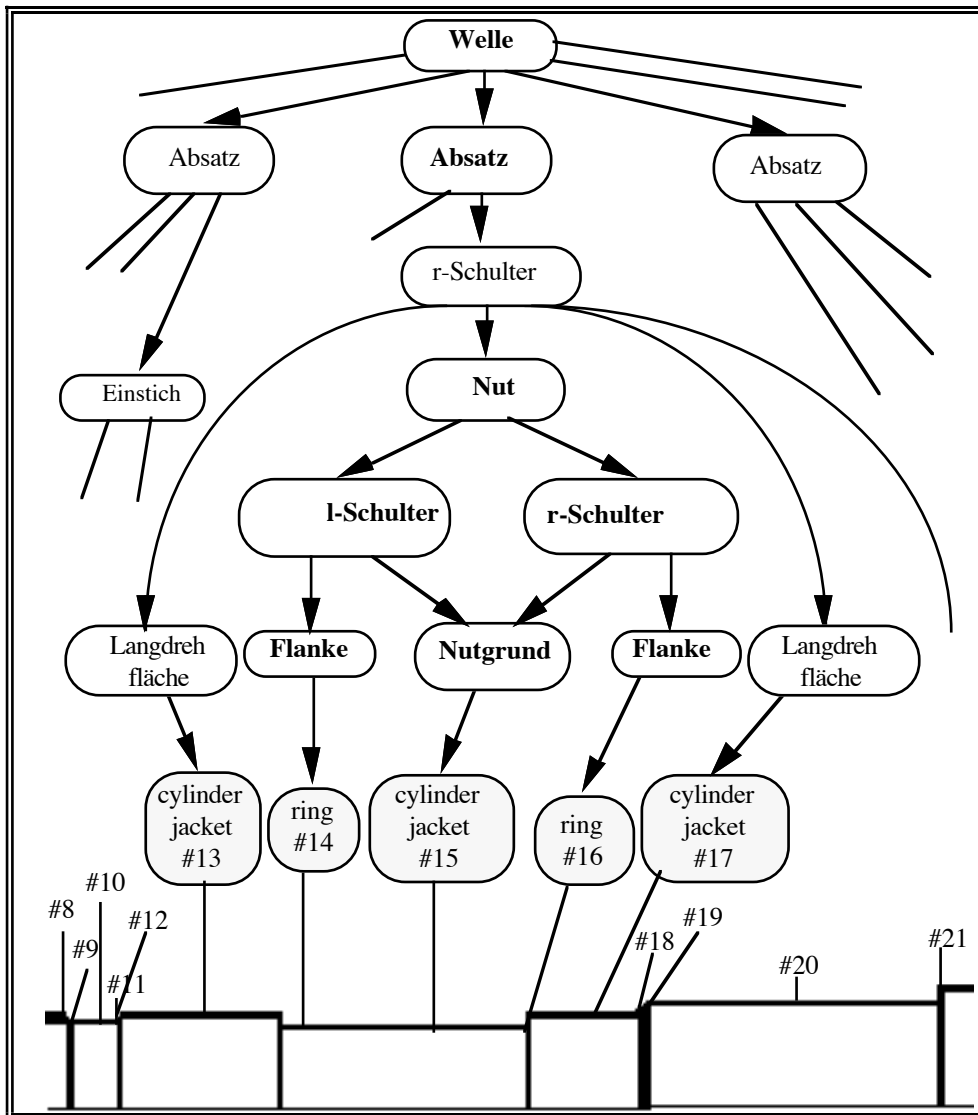 Welle
Absatz
Absatz
Absatz
r-Schulter
Einstich
Nut
l-Schulter
r-Schulter
Langdreh
fläche
Flanke
Nutgrund
Flanke
Langdreh
fläche
cylinder
jacket
#13
ring
#14
cylinder
jacket
#15
ring
#16
cylinder
jacket
#17
#8
#9
#10
#11
#12
#18
#19
#20
#21